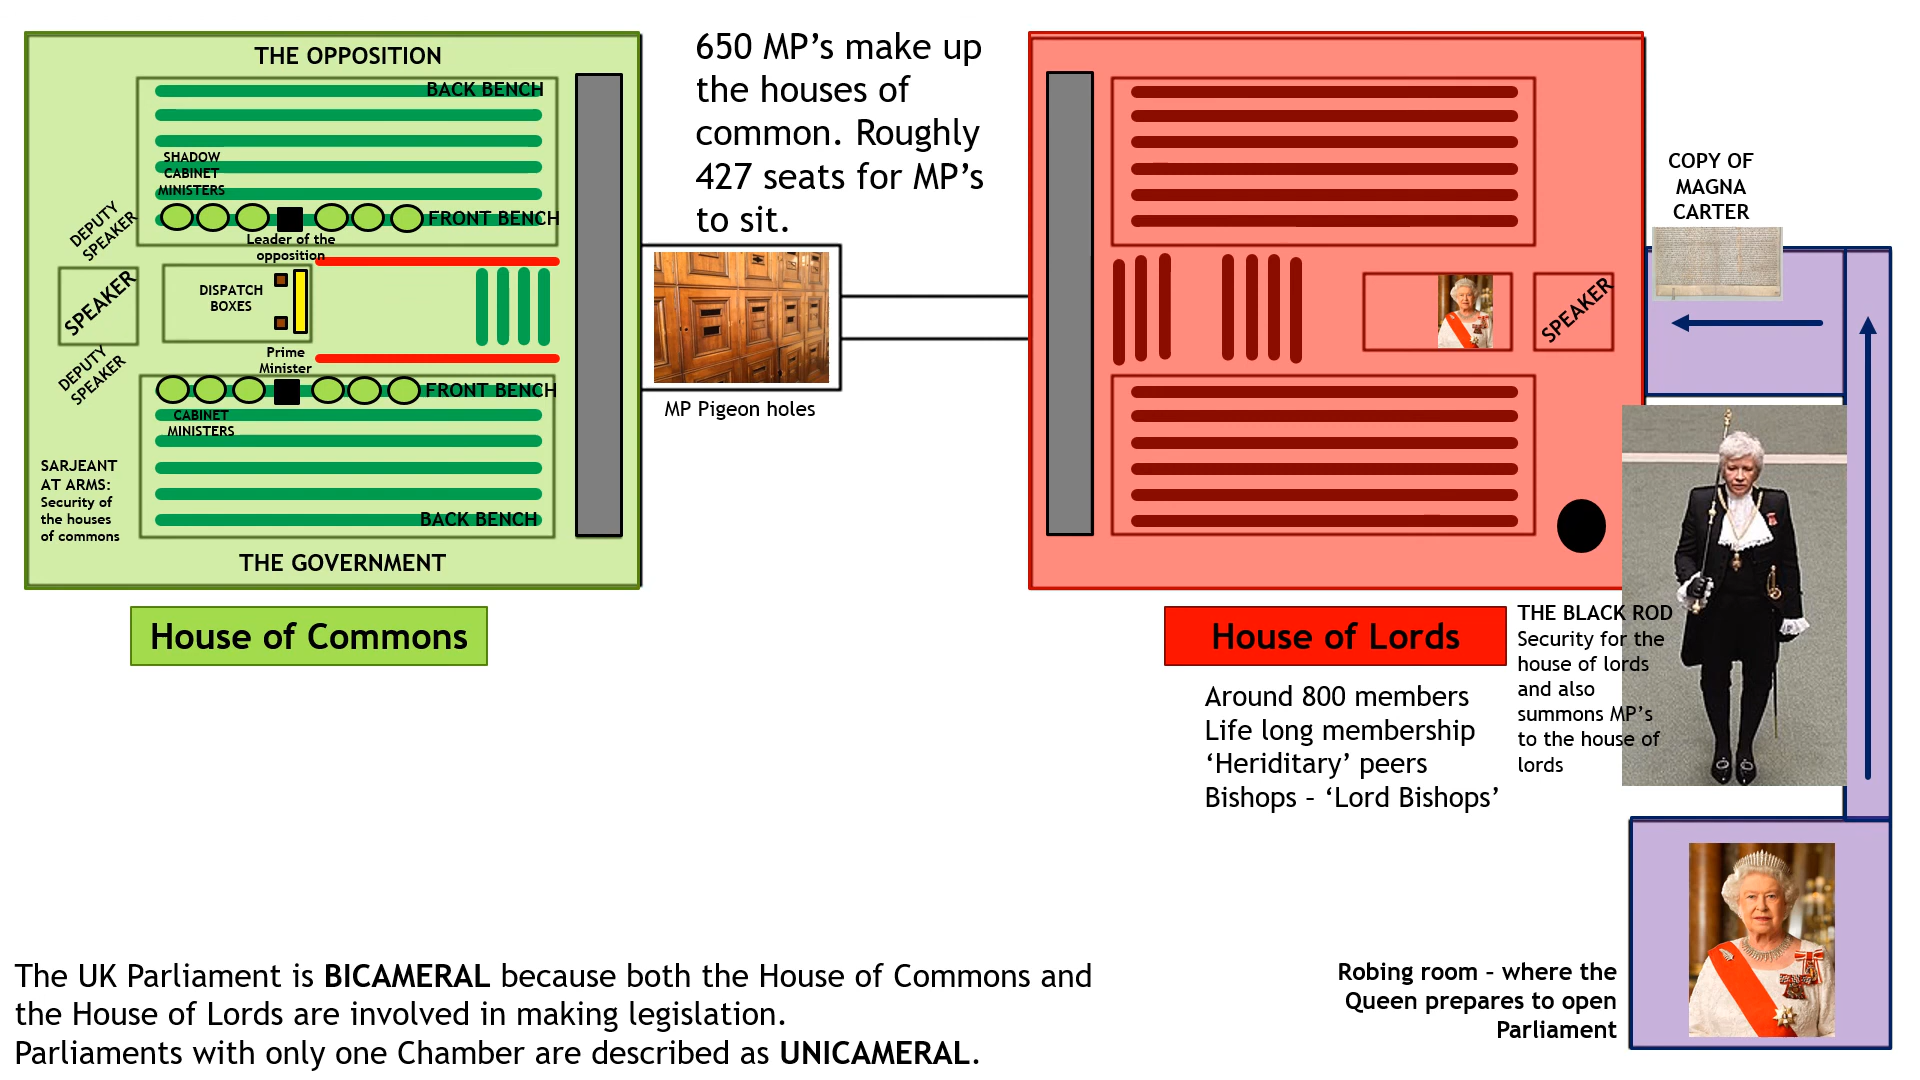 THE OPPOSITION
BACK BENCH
SHADOW
CABINET
MINISTERS
FRONT BENCH
DEPUTY
SPEAKER
Leader of the
opposition
SPEAKER
DISPATCH
BOXES
DEPUTY
SPEAKER
Prime
Minister
FRONT BENCH
CABINET
MINISTERS
SARJEANT
AT ARMS:
Security of
the houses
of commons
BACK BENCH
THE GOVERNMENT
House of Commons
650 MP’s make up
the houses of
common. Roughly
427 seats for MP’s
to sit.
MP Pigeon holes
SPEAKER
COPY OF
MAGNA
CARTER
House of Lords
Around 800 members
Life long membership
‘Heriditary’ peers
Bishops – ‘Lord Bishops’
THE BLACK ROD
Security for the
house of lords
and also
summons MP’s
to the house of
lords
Robing room – where the
Queen prepares to open
Parliament
The UK Parliament is BICAMERAL because both the House of Commons and
the House of Lords are involved in making legislation.
Parliaments with only one Chamber are described as UNICAMERAL.